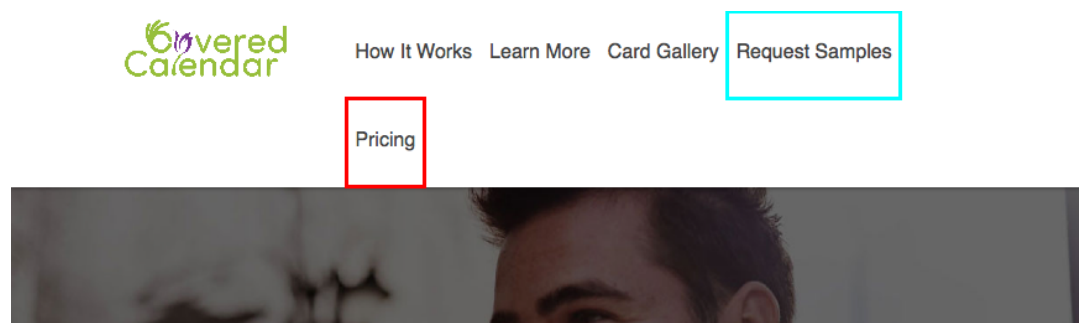 Covered
Calendar
How It Works Learn More Card Gallery Request Samples
Pricing